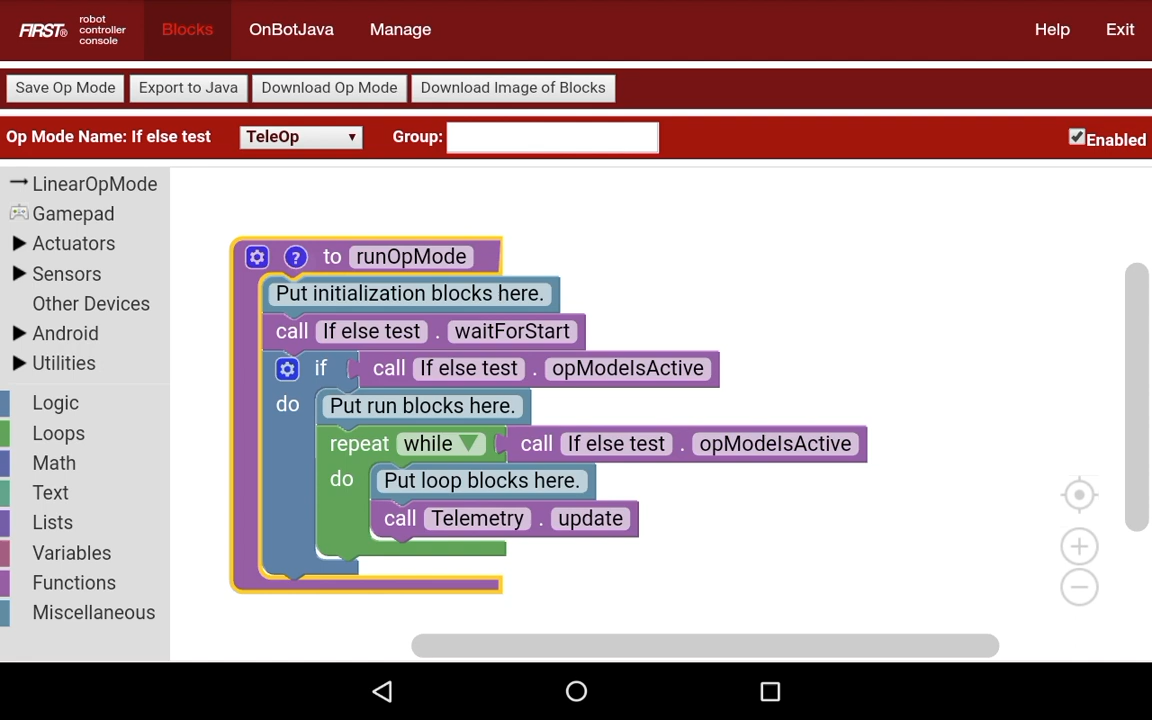 FIRST® robot controller console Blocks OnBotJava Manage Help Exit
Save Op Mode Export to Java Download Op Mode Download Image of Blocks
Op Mode Name: If else test TeleOp Group: Enabled
LinearOpMode
Gamepad
Actuators
Sensors
Other Devices
Android
Utilities
Logic
Loops
Math
Text
Lists
Variables
Functions
Miscellaneous
? to runOpMode
Put initialization blocks here.
call If else test . waitForStart
if call If else test . opModeIsActive
do Put run blocks here.
repeat while call If else test . opModeIsActive
do Put loop blocks here.
call Telemetry . update